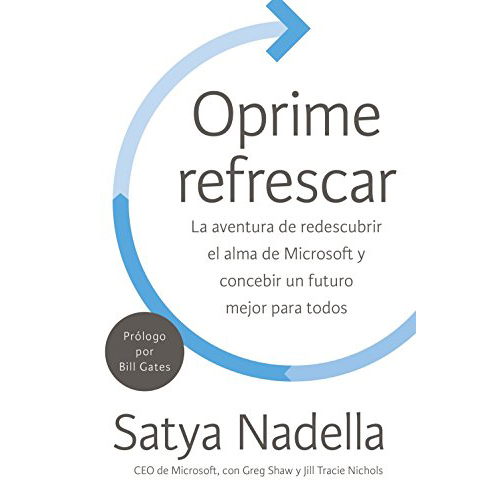 Oprime
refrescar
La aventura de redescubrir
el alma de Microsoft y
concebir un futuro
mejor para todos
Prólogo
por
Bill Gates
Satya Nadella
CEO de Microsoft, con Greg Shaw y Jill Tracie Nichols